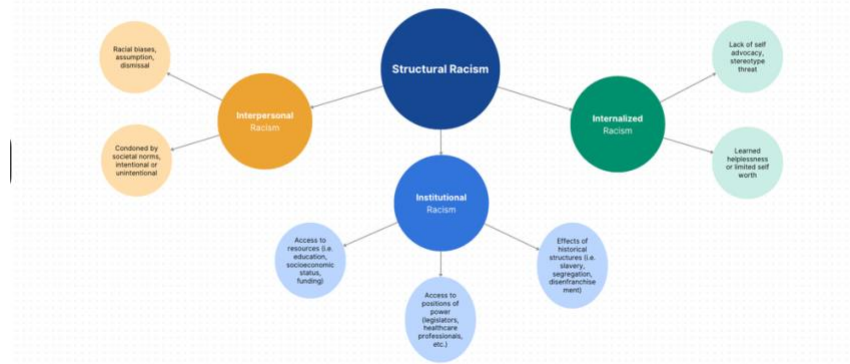 Structural Racism
Interpersonal
Racism
Racial biases,
assumption,
dismissal
Condoned by
societal norms,
intentional or
unintentional
Institutional
Racism
Access to
resources (i.e.
education,
socioeconomic
status,
funding)
Access to
positions of
power
(legislators,
healthcare
professionals,
etc.)
Effects of
historical
structures (i.e.
slavery,
segregation,
disenfranchise
ment)
Internalized
Racism
Lack of self
advocacy,
stereotype
threat
Learned
helplessness
or limited self
worth